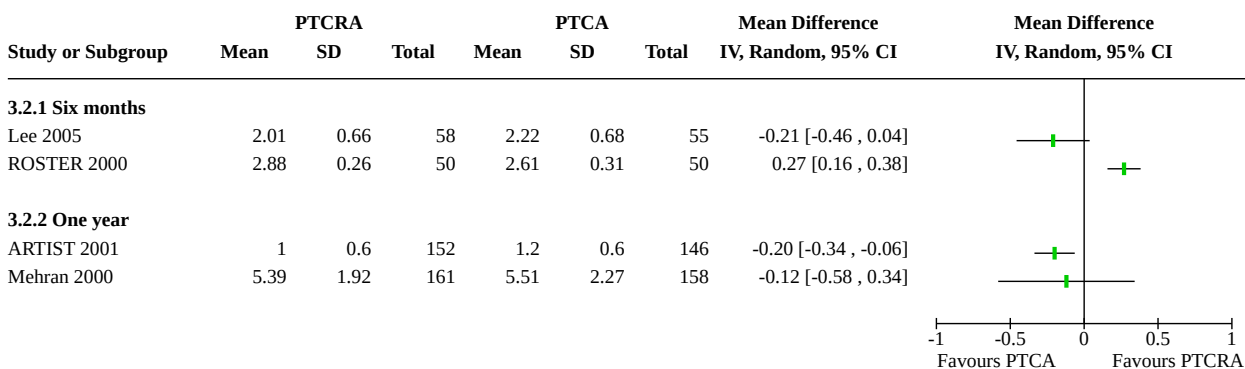 PTCRA PTCA Mean Difference Mean Difference
Study or Subgroup Mean SD Total Mean SD Total IV, Random, 95% CI IV, Random, 95% CI
3.2.1 Six months
Lee 2005 2.01 0.66 58 2.22 0.68 55 -0.21 [-0.46 , 0.04]
ROSTER 2000 2.88 0.26 50 2.61 0.31 50 0.27 [0.16 , 0.38]
3.2.2 One year
ARTIST 2001 1 0.6 152 1.2 0.6 146 -0.20 [-0.34 , -0.06]
Mehran 2000 5.39 1.92 161 5.51 2.27 158 -0.12 [-0.58 , 0.34]
-1 -0.5 0 0.5 1
Favours PTCA Favours PTCRA